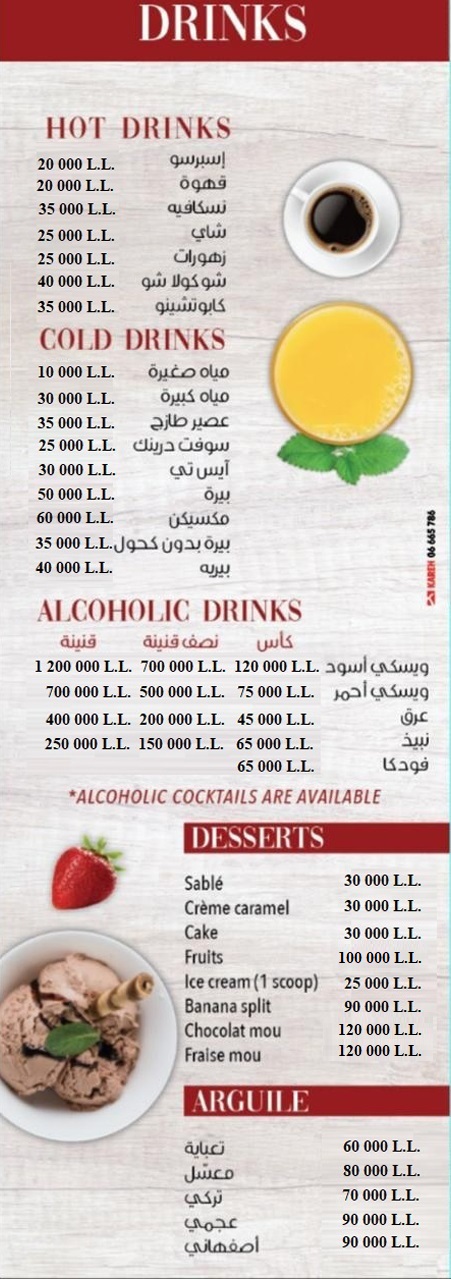 DRINKS
HOT DRINKS
إسبرسو 20 000 L.L.
قهوة 20 000 L.L.
نسكافيه 35 000 L.L.
شاي 25 000 L.L.
زهورات 25 000 L.L.
شوكولا شو 40 000 L.L.
كابوتشينو 35 000 L.L.
COLD DRINKS
مياه صغيرة 10 000 L.L.
مياه كبيرة 30 000 L.L.
عصير طازج 35 000 L.L.
سوفت درينك 25 000 L.L.
آيس تي 30 000 L.L.
بيرة 50 000 L.L.
مكسيكن 60 000 L.L.
بيرة بدون كحول 35 000 L.L.
بيريه 40 000 L.L.
KAREH 06 665 786
ALCOHOLIC DRINKS
كأس نصف قنينة قنينة
ويسكي أسود 120 000 L.L. 700 000 L.L. 1 200 000 L.L.
ويسكي أحمر 75 000 L.L. 500 000 L.L. 700 000 L.L.
عرق 45 000 L.L. 200 000 L.L. 400 000 L.L.
نبيذ 65 000 L.L. 150 000 L.L. 250 000 L.L.
فودكا 65 000 L.L.
*ALCOHOLIC COCKTAILS ARE AVAILABLE
DESSERTS
Sablé 30 000 L.L.
Crème caramel 30 000 L.L.
Cake 30 000 L.L.
Fruits 100 000 L.L.
Ice cream (1 scoop) 25 000 L.L.
Banana split 90 000 L.L.
Chocolat mou 120 000 L.L.
Fraise mou 120 000 L.L.
ARGUILE
تعباية 60 000 L.L.
معسّل 80 000 L.L.
تركي 70 000 L.L.
عجمي 90 000 L.L.
أصفهاني 90 000 L.L.